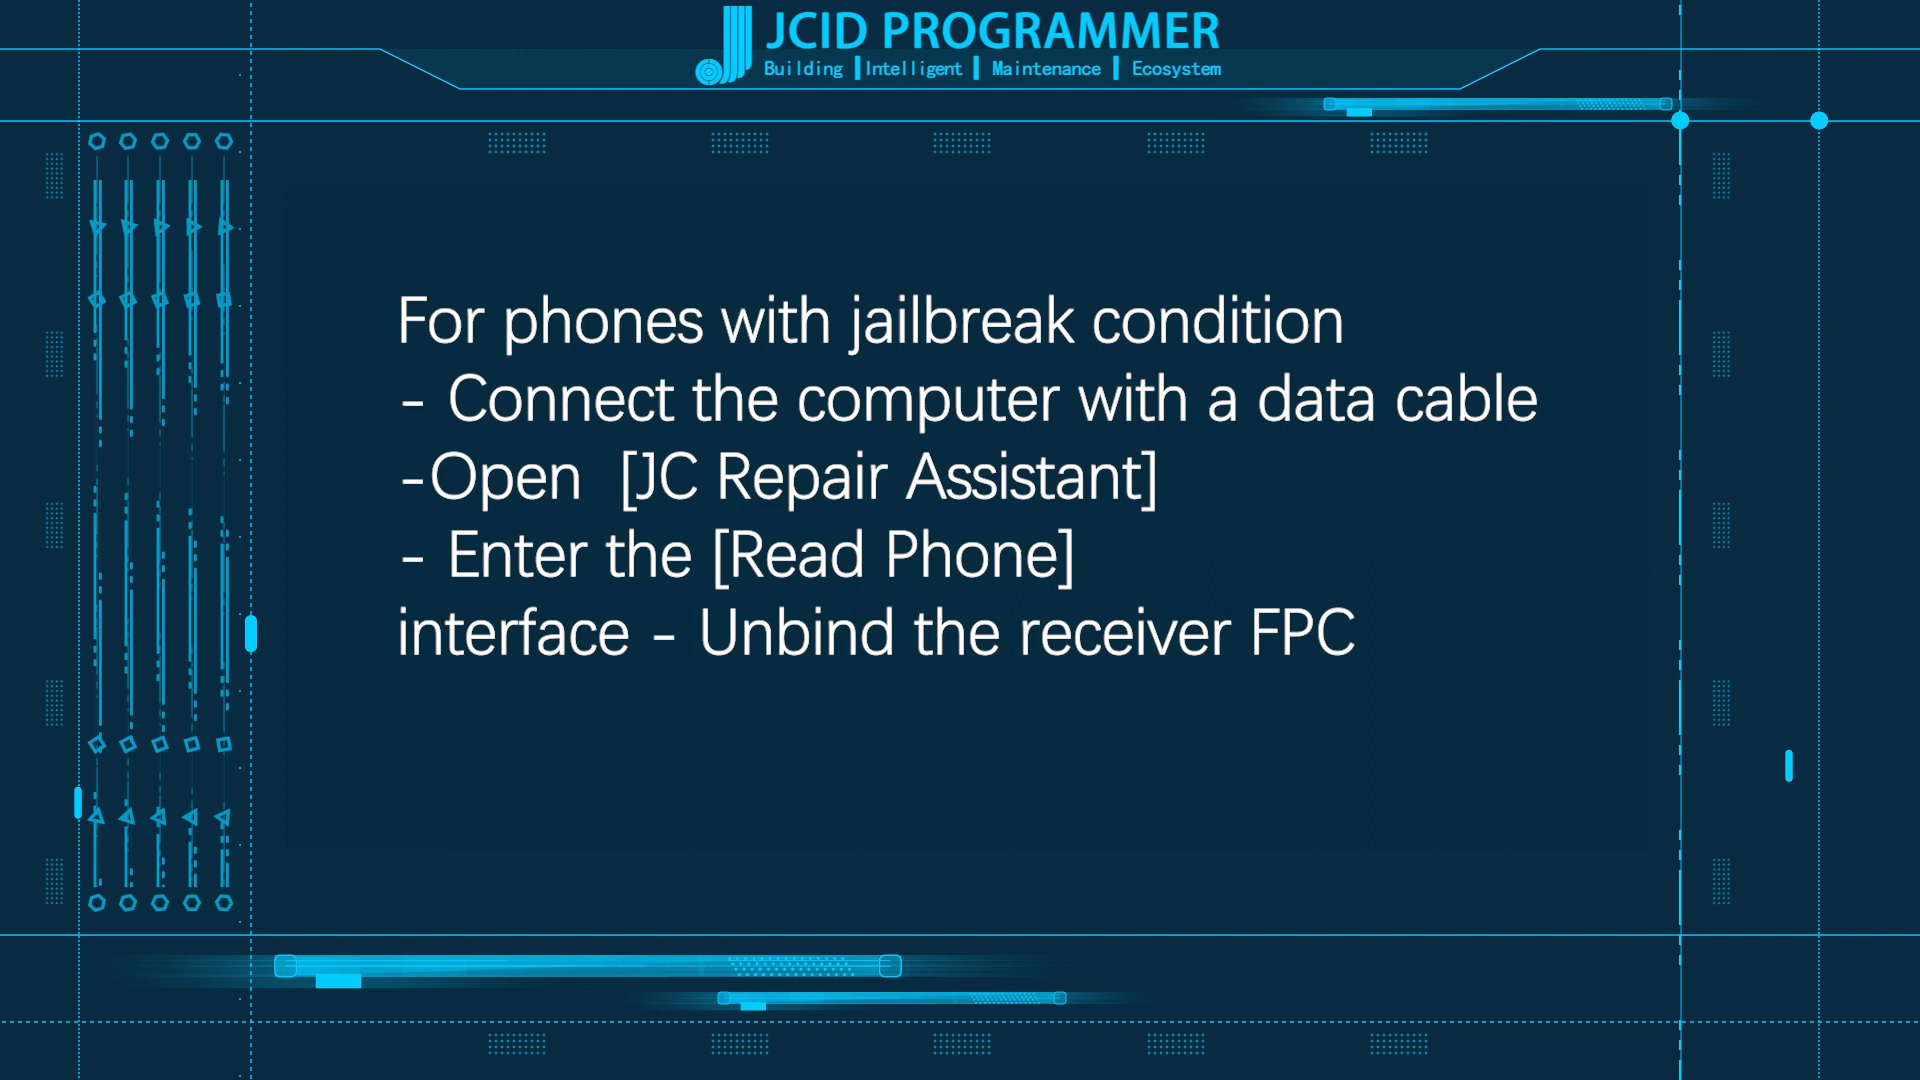 JCID PROGRAMMER
Building | Intelligent | Maintenance | Ecosystem
For phones with jailbreak condition
- Connect the computer with a data cable
-Open [JC Repair Assistant]
- Enter the [Read Phone]
interface - Unbind the receiver FPC